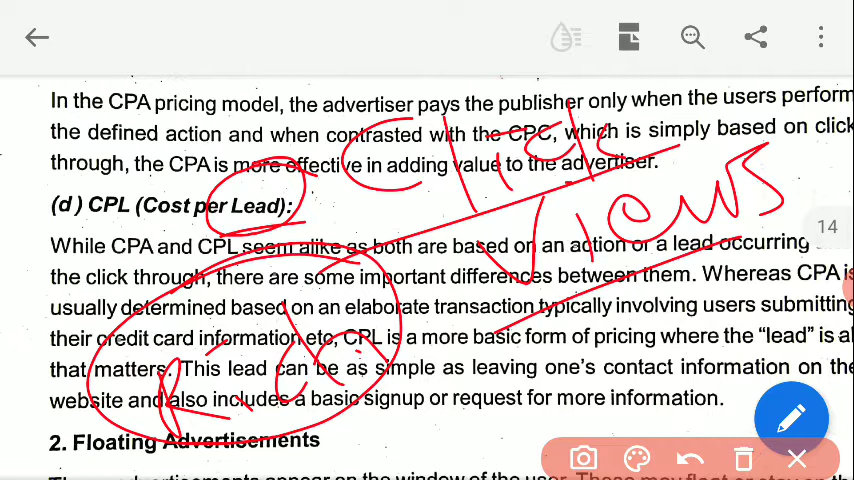 In the CPA pricing model, the advertiser pays the publisher only when the users perform
the defined action and when contrasted with the CPC, which is simply based on click
through, the CPA is more effective in adding value to the advertiser.
Click
(d) CPL (Cost per Lead):
Views
14
While CPA and CPL seem alike as both are based on an action or a lead occurring
the click through, there are some important differences between them. Whereas CPA is
usually determined based on an elaborate transaction typically involving users submitting
their credit card information etc, CPL is a more basic form of pricing where the “lead” is al
that matters. This lead can be as simple as leaving one's contact information on the
website and also includes a basic signup or request for more information.
2. Floating Advertisements